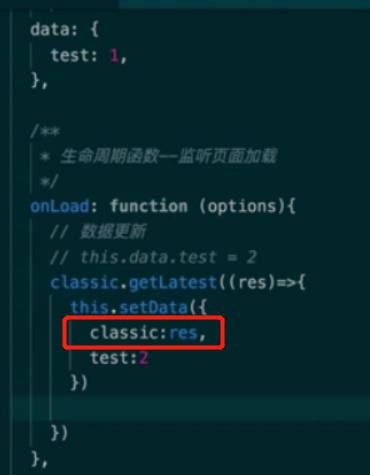 data: {
test: 1,
},
/**
* 生命周期函数--监听页面加载
*/
onLoad: function (options){
// 数据更新
// this.data.test = 2
classic.getLatest((res)=>{
this.setData({
classic:res,
test:2
})
})
},